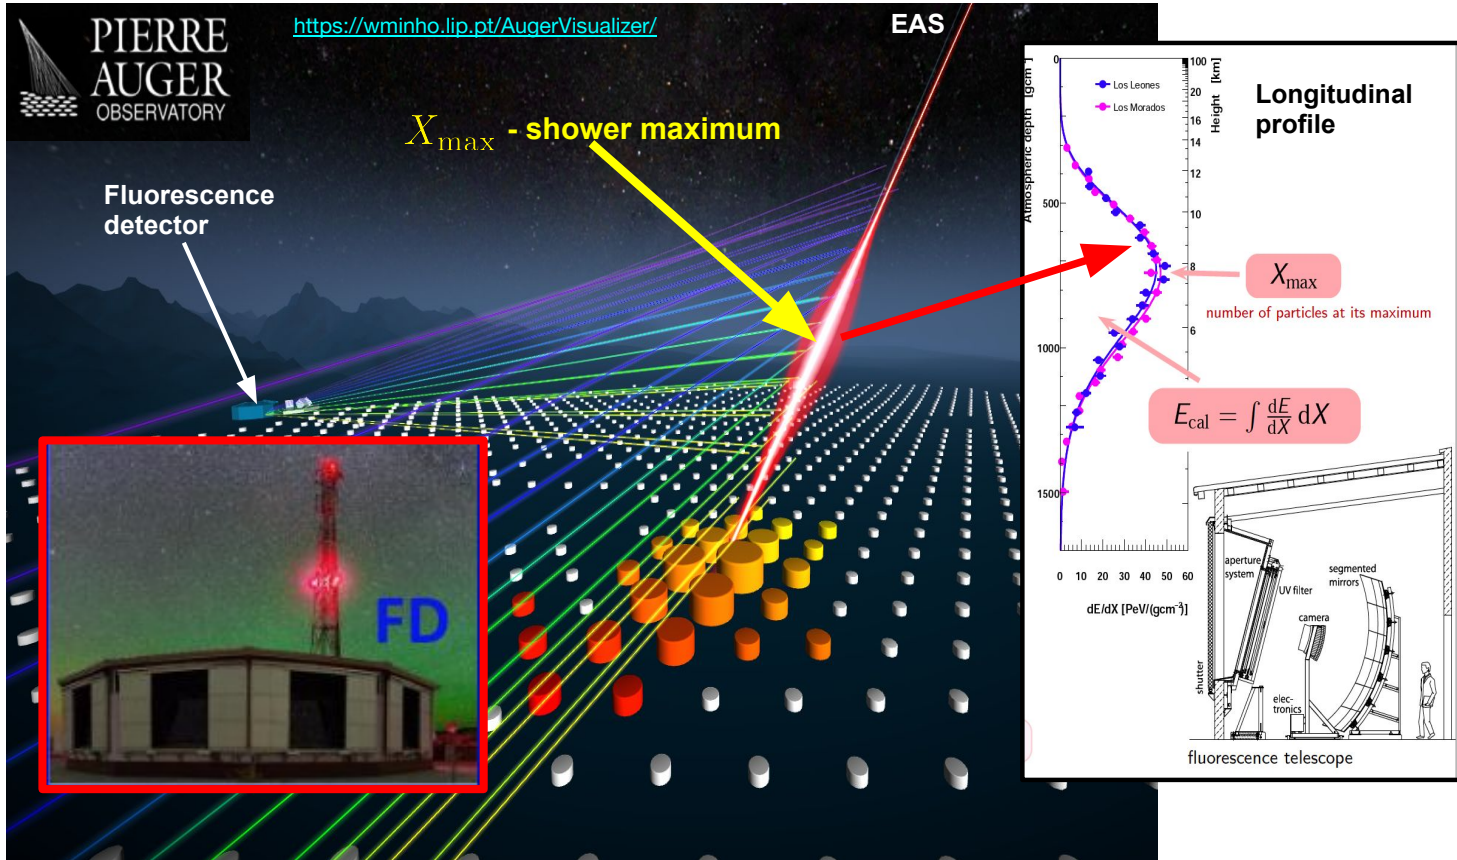 PIERRE
AUGER
OBSERVATORY
https://wminho.lip.pt/AugerVisualizer/
EAS
X_max - shower maximum
Fluorescence
detector
FD
Longitudinal
profile
Los Leones
Los Morados
Atmospheric depth [gcm⁻²]
0
500
1000
1500
Height [km]
100
20
16
14
12
10
8
6
X_max
number of particles at its maximum
E_cal = ∫ dE/dX dX
0 10 20 30 40 50 60
dE/dX [PeV/(gcm⁻²)]
aperture
system
UV filter
segmented
mirrors
camera
shutter
elec-
tronics
fluorescence telescope